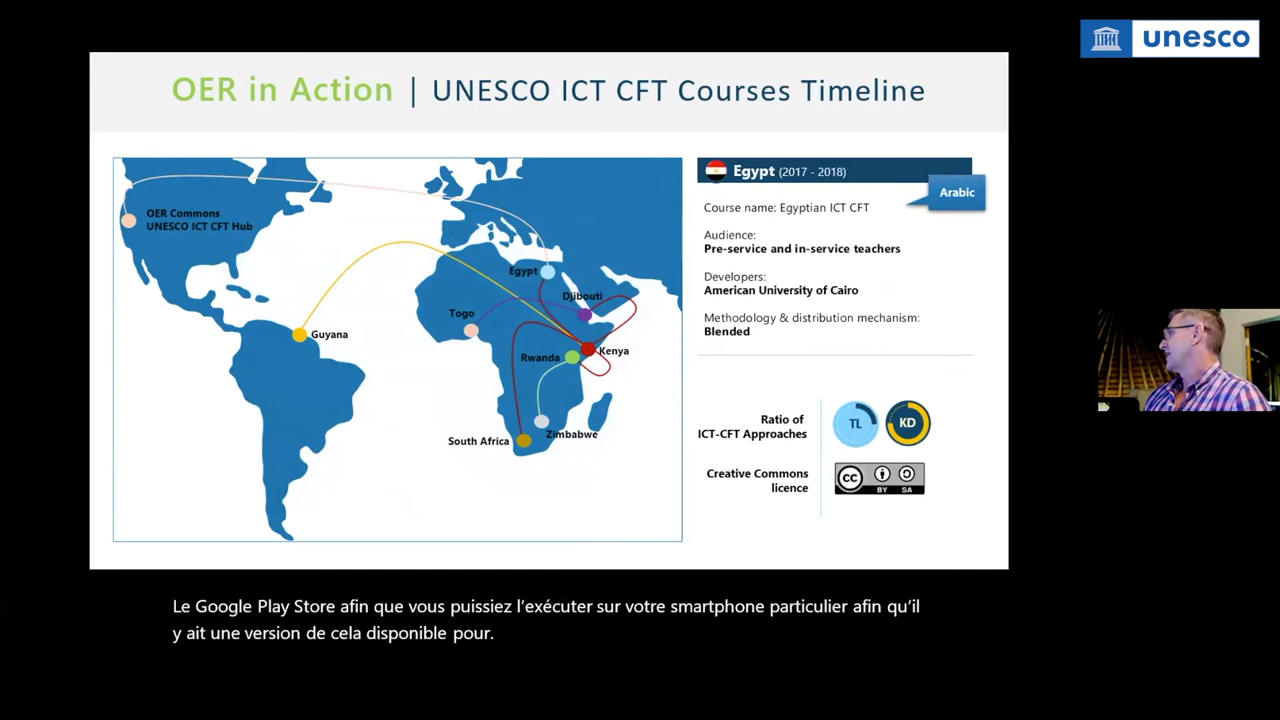 unesco
OER in Action | UNESCO ICT CFT Courses Timeline
OER Commons
UNESCO ICT CFT Hub
Egypt
Djibouti
Togo
Guyana
Kenya
Rwanda
Zimbabwe
South Africa
Egypt (2017 - 2018)
Arabic
Course name: Egyptian ICT CFT
Audience:
Pre-service and in-service teachers
Developers:
American University of Cairo
Methodology & distribution mechanism:
Blended
Ratio of
ICT-CFT Approaches
TL
KD
Creative Commons
licence
CC
BY SA
Le Google Play Store afin que vous puissiez l'exécuter sur votre smartphone particulier afin qu'il
y ait une version de cela disponible pour.